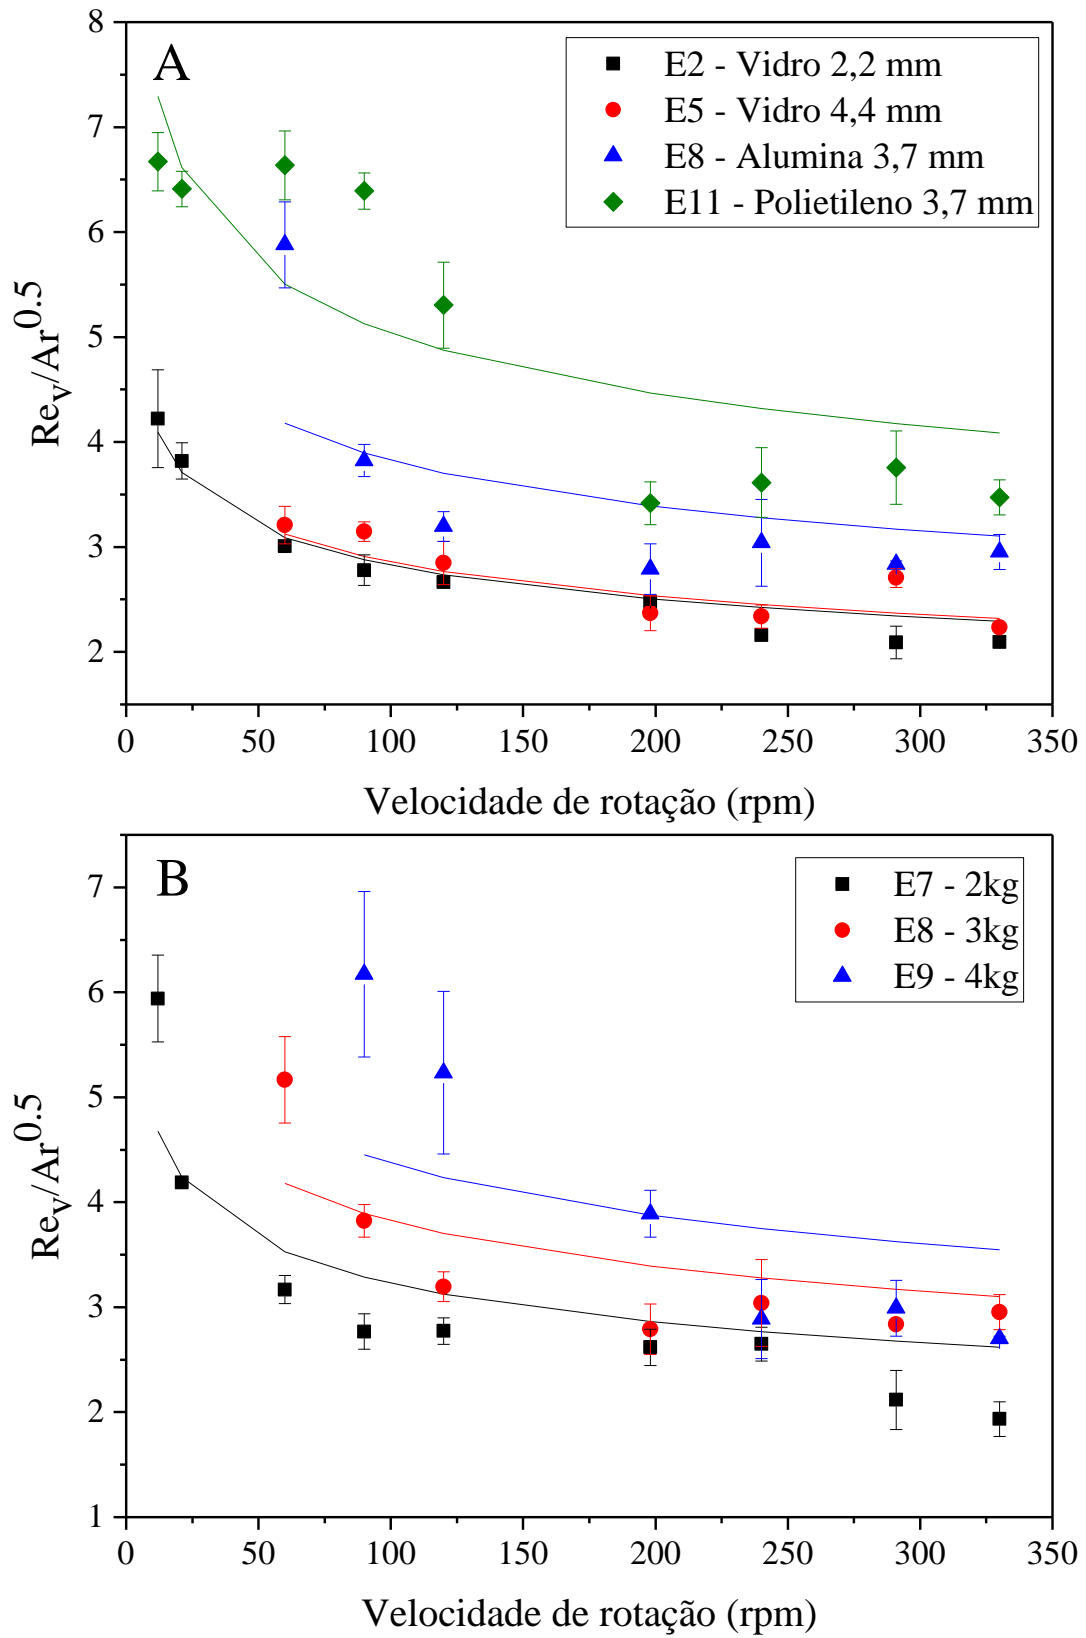 A
E2 - Vidro 2,2 mm
E5 - Vidro 4,4 mm
E8 - Alumina 3,7 mm
E11 - Polietileno 3,7 mm
8
7
6
5
4
3
2
Rev/Ar0.5
0 50 100 150 200 250 300 350
Velocidade de rotação (rpm)
B
E7 - 2kg
E8 - 3kg
E9 - 4kg
7
6
5
4
3
2
1
Rev/Ar0.5
0 50 100 150 200 250 300 350
Velocidade de rotação (rpm)